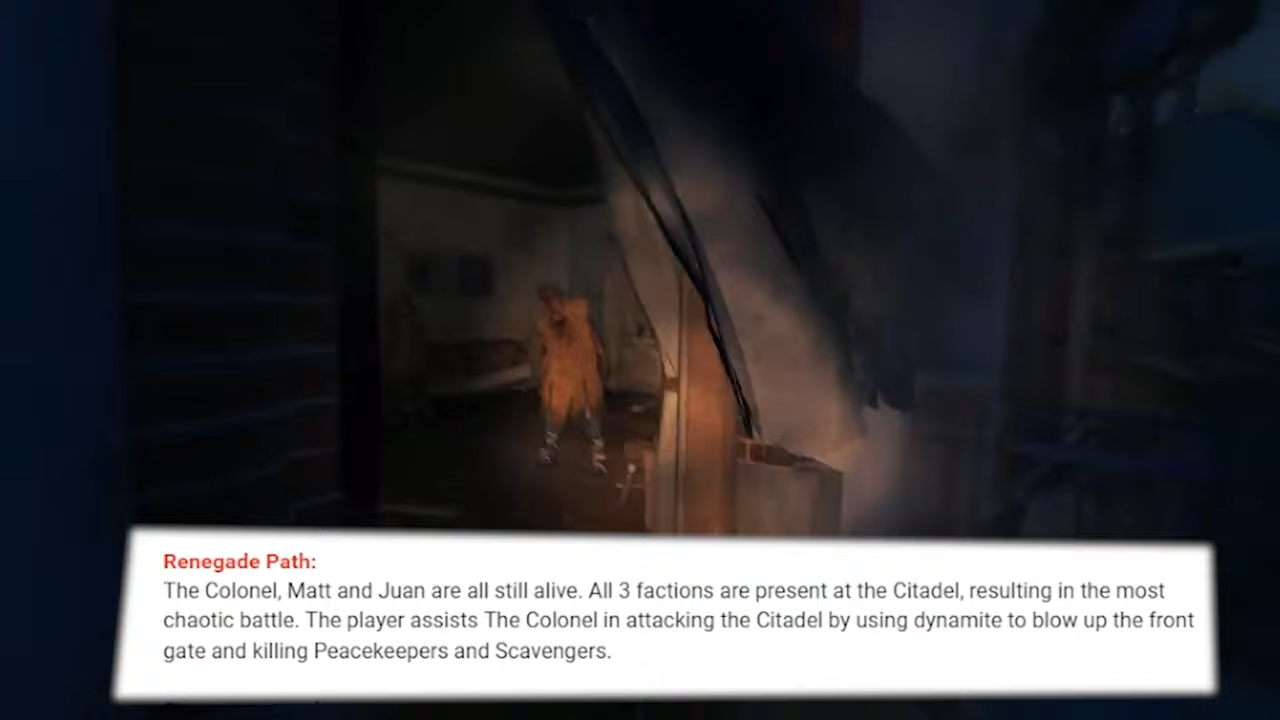 Renegade Path:
The Colonel, Matt and Juan are all still alive. All 3 factions are present at the Citadel, resulting in the most
chaotic battle. The player assists The Colonel in attacking the Citadel by using dynamite to blow up the front
gate and killing Peacekeepers and Scavengers.